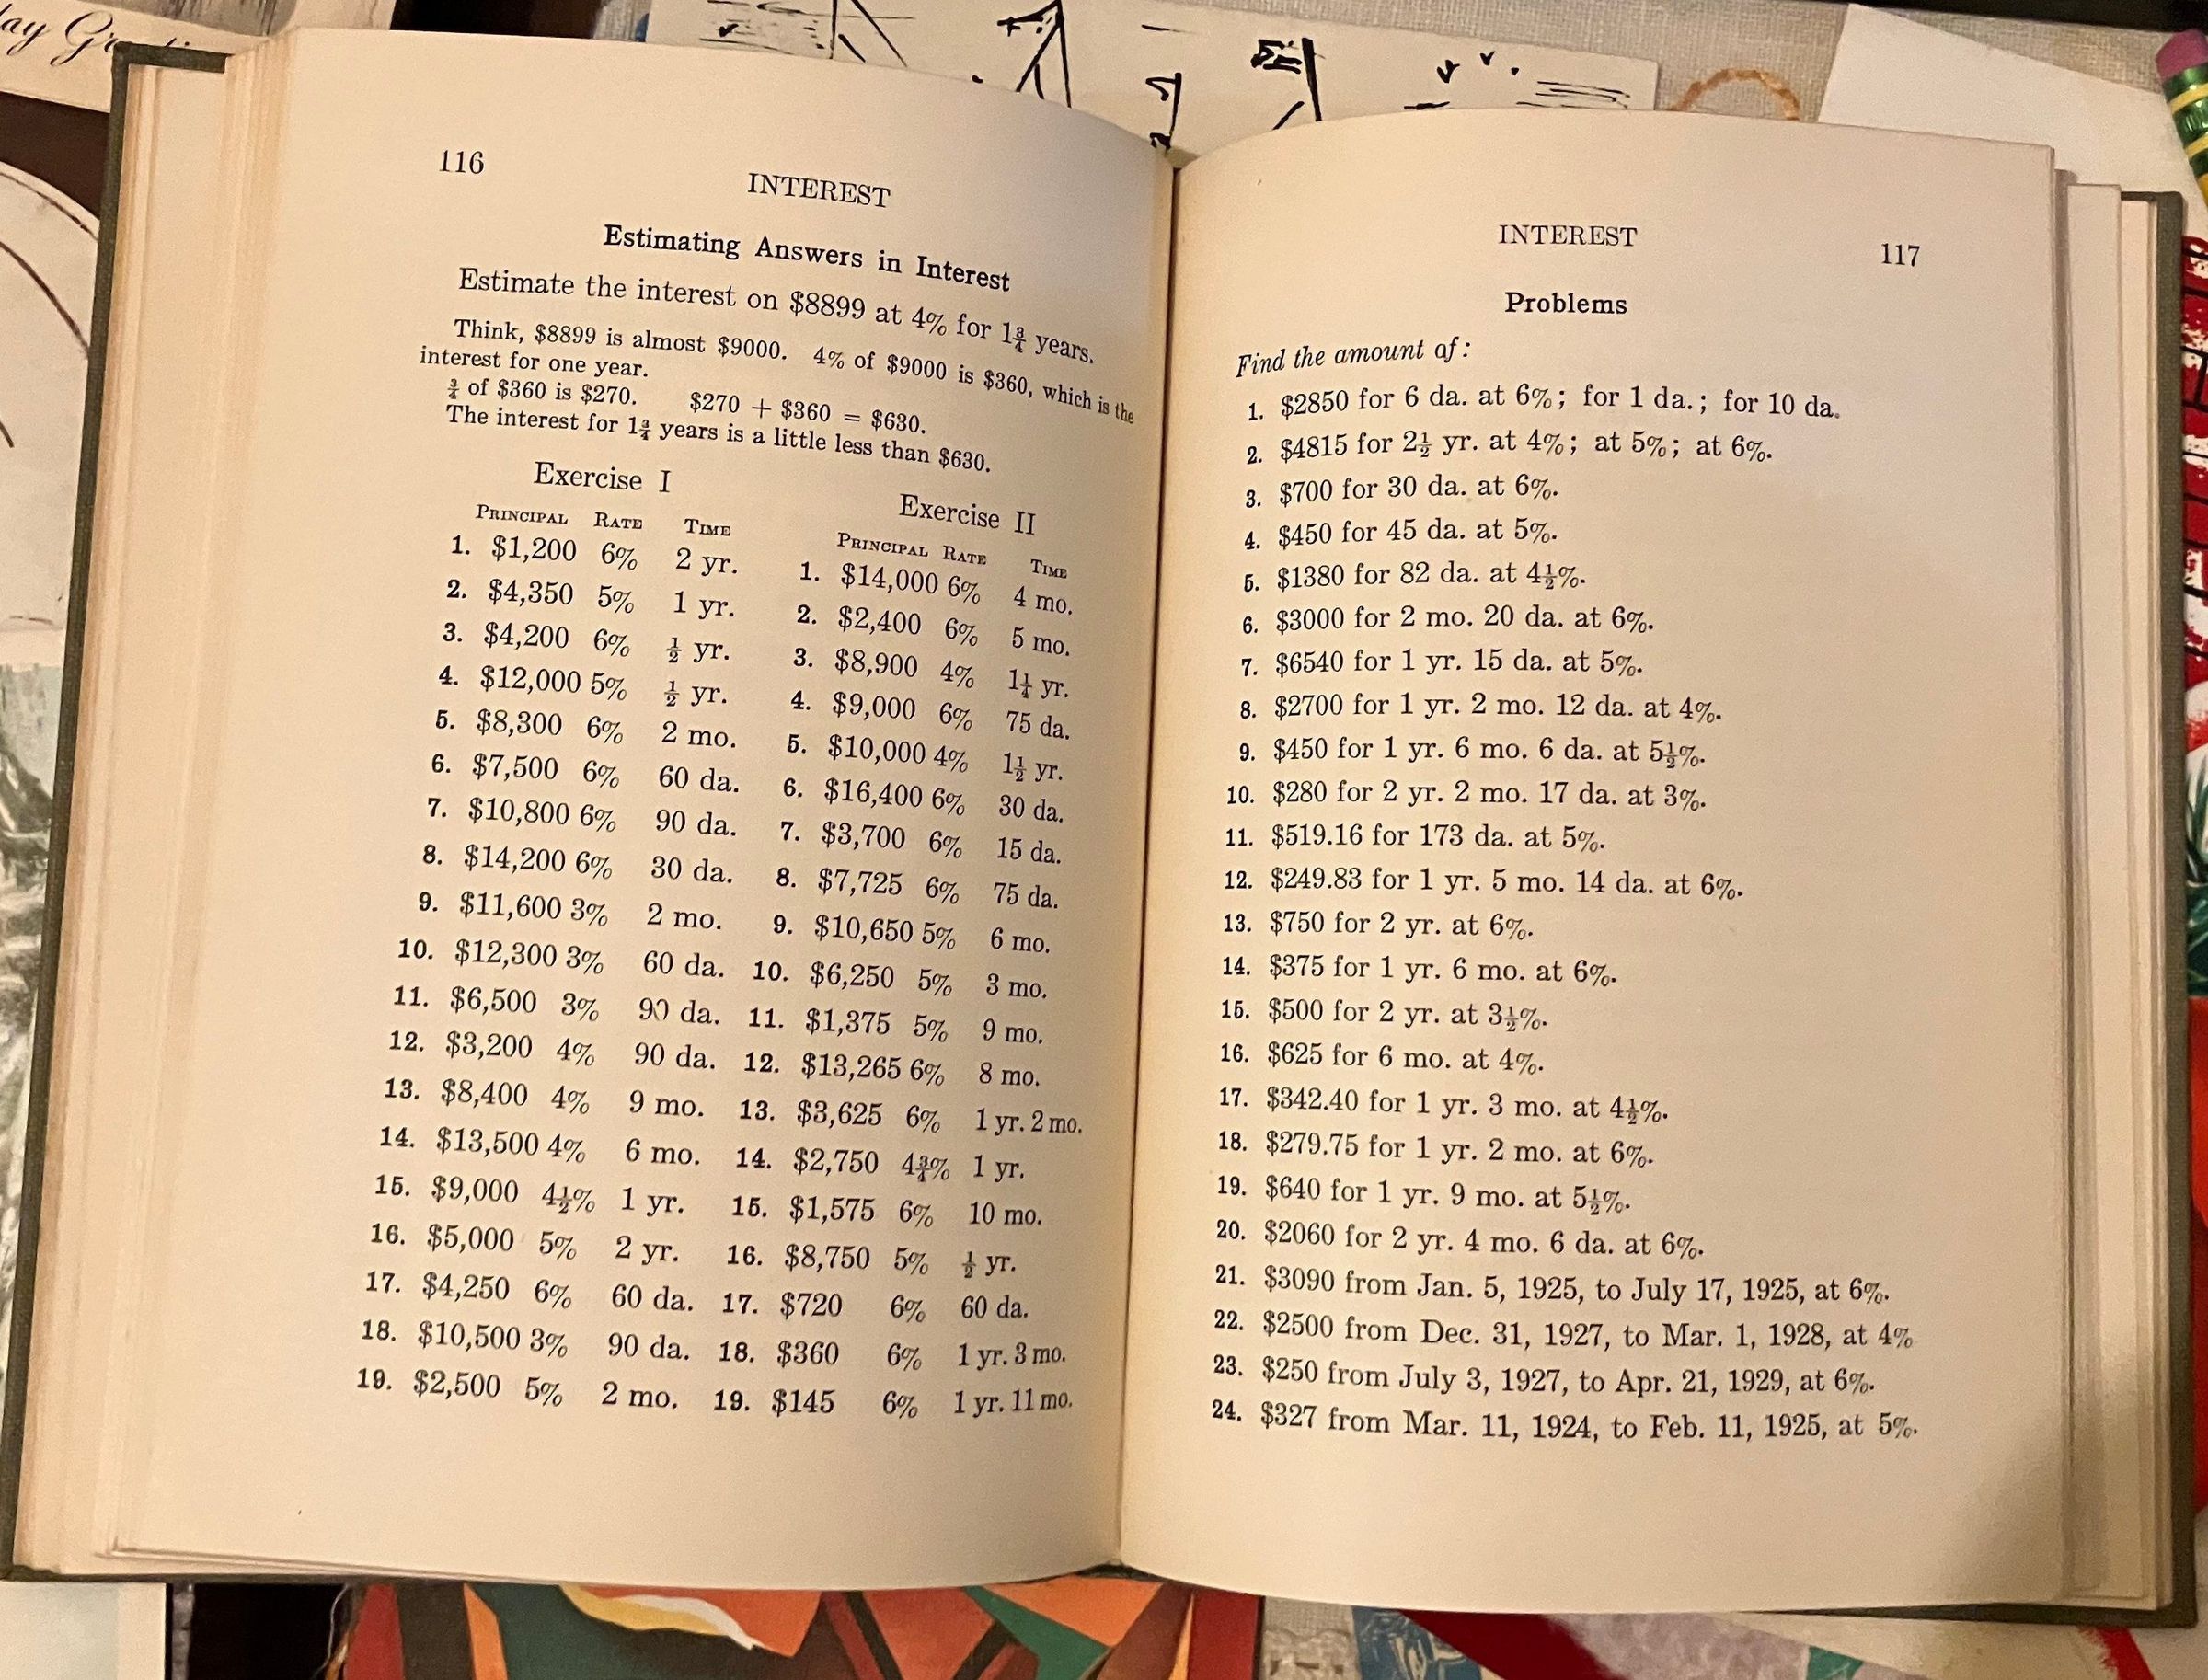 ay Gr
116
INTEREST
Estimating Answers in Interest
Estimate the interest on $8899 at 4% for 1¾ years.
Think, $8899 is almost $9000. 4% of $9000 is $360, which is the
interest for one year.
¾ of $360 is $270. $270 + $360 = $630.
The interest for 1¾ years is a little less than $630.
Exercise I
PRINCIPAL RATE TIME
1. $1,200 6% 2 yr.
2. $4,350 5% 1 yr.
3. $4,200 6% ½ yr.
4. $12,000 5% ½ yr.
5. $8,300 6% 2 mo.
6. $7,500 6% 60 da.
7. $10,800 6% 90 da.
8. $14,200 6% 30 da.
9. $11,600 3% 2 mo.
10. $12,300 3% 60 da.
11. $6,500 3% 90 da.
12. $3,200 4% 90 da.
13. $8,400 4% 9 mo.
14. $13,500 4% 6 mo.
15. $9,000 4½% 1 yr.
16. $5,000 5% 2 yr.
17. $4,250 6% 60 da.
18. $10,500 3% 90 da.
19. $2,500 5% 2 mo.
Exercise II
PRINCIPAL RATE TIME
1. $14,000 6% 4 mo.
2. $2,400 6% 5 mo.
3. $8,900 4% 1¼ yr.
4. $9,000 6% 75 da.
5. $10,000 4% 1½ yr.
6. $16,400 6% 30 da.
7. $3,700 6% 15 da.
8. $7,725 6% 75 da.
9. $10,650 5% 6 mo.
10. $6,250 5% 3 mo.
11. $1,375 5% 9 mo.
12. $13,265 6% 8 mo.
13. $3,625 6% 1 yr. 2 mo.
14. $2,750 4¾% 1 yr.
15. $1,575 6% 10 mo.
16. $8,750 5% ½ yr.
17. $720 6% 60 da.
18. $360 6% 1 yr. 3 mo.
19. $145 6% 1 yr. 11 mo.
INTEREST
117
Problems
Find the amount of:
1. $2850 for 6 da. at 6%; for 1 da.; for 10 da.
2. $4815 for 2½ yr. at 4%; at 5%; at 6%.
3. $700 for 30 da. at 6%.
4. $450 for 45 da. at 5%.
5. $1380 for 82 da. at 4½%.
6. $3000 for 2 mo. 20 da. at 6%.
7. $6540 for 1 yr. 15 da. at 5%.
8. $2700 for 1 yr. 2 mo. 12 da. at 4%.
9. $450 for 1 yr. 6 mo. 6 da. at 5½%.
10. $280 for 2 yr. 2 mo. 17 da. at 3%.
11. $519.16 for 173 da. at 5%.
12. $249.83 for 1 yr. 5 mo. 14 da. at 6%.
13. $750 for 2 yr. at 6%.
14. $375 for 1 yr. 6 mo. at 6%.
15. $500 for 2 yr. at 3½%.
16. $625 for 6 mo. at 4%.
17. $342.40 for 1 yr. 3 mo. at 4½%.
18. $279.75 for 1 yr. 2 mo. at 6%.
19. $640 for 1 yr. 9 mo. at 5½%.
20. $2060 for 2 yr. 4 mo. 6 da. at 6%.
21. $3090 from Jan. 5, 1925, to July 17, 1925, at 6%.
22. $2500 from Dec. 31, 1927, to Mar. 1, 1928, at 4%
23. $250 from July 3, 1927, to Apr. 21, 1929, at 6%.
24. $327 from Mar. 11, 1924, to Feb. 11, 1925, at 5%.